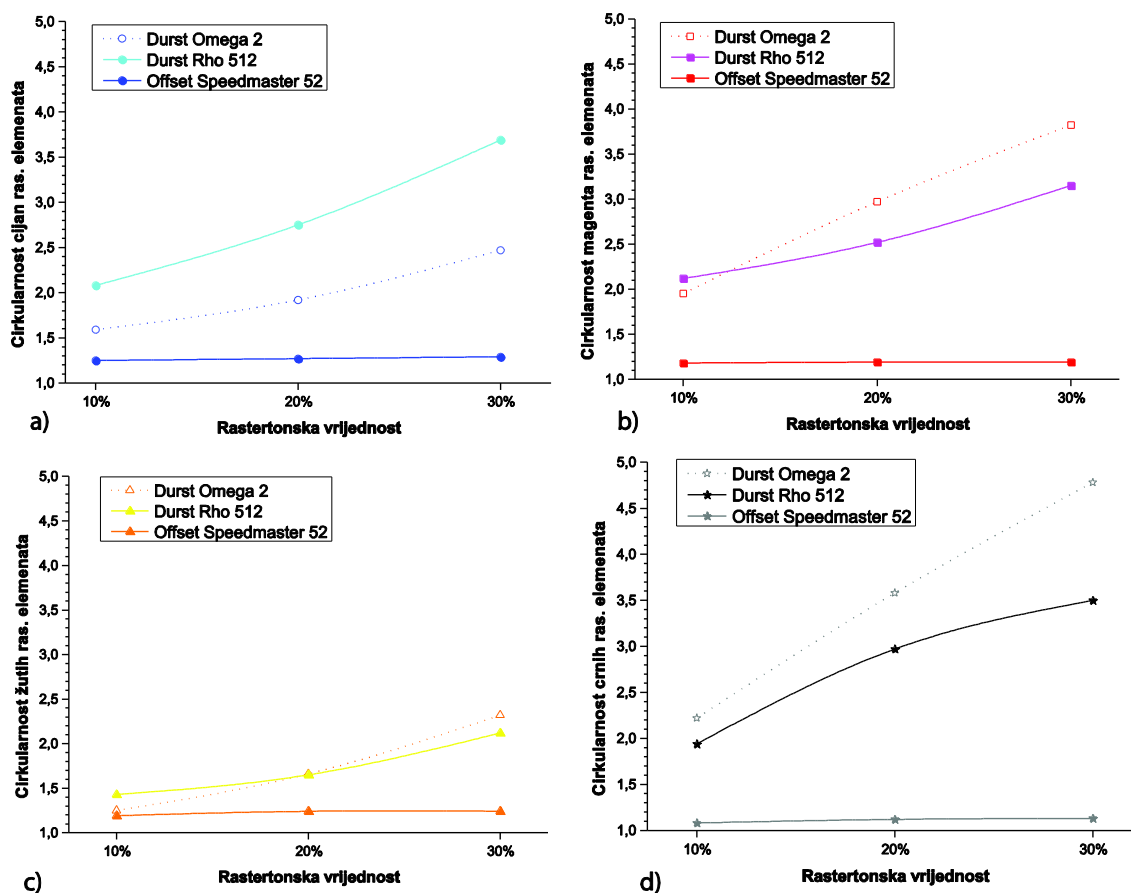 5,0
4,5
4,0
3,5
3,0
2,5
2,0
1,5
1,0
Cirkularnost cijan ras. elemenata
Durst Omega 2
Durst Rho 512
Offset Speedmaster 52
10%
20%
30%
Rastertonska vrijednost
a)
5,0
4,5
4,0
3,5
3,0
2,5
2,0
1,5
1,0
Cirkularnost magenta ras. elemenata
Durst Omega 2
Durst Rho 512
Offset Speedmaster 52
10%
20%
30%
Rastertonska vrijednost
b)
5,0
4,5
4,0
3,5
3,0
2,5
2,0
1,5
1,0
Cirkularnost žutih ras. elemenata
Durst Omega 2
Durst Rho 512
Offset Speedmaster 52
10%
20%
30%
Rastertonska vrijednost
c)
5,0
4,5
4,0
3,5
3,0
2,5
2,0
1,5
1,0
Cirkularnost crnih ras. elemenata
Durst Omega 2
Durst Rho 512
Offset Speedmaster 52
10%
20%
30%
Rastertonska vrijednost
d)